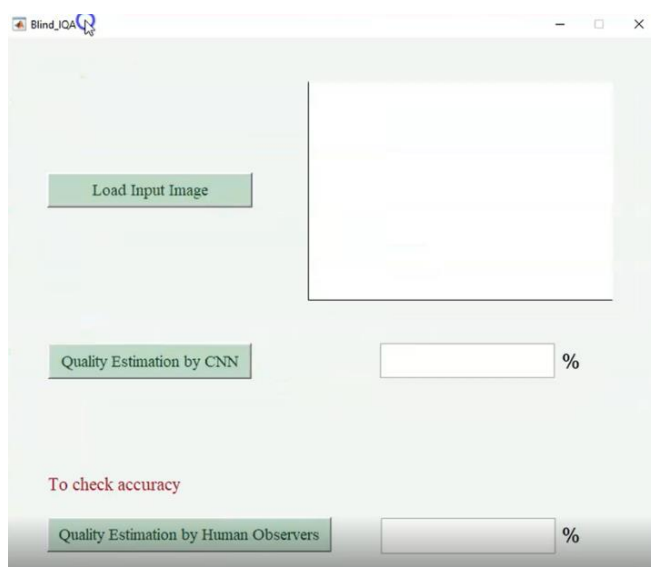 Blind_IQA
Load Input Image
Quality Estimation by CNN
%
To check accuracy
Quality Estimation by Human Observers
%